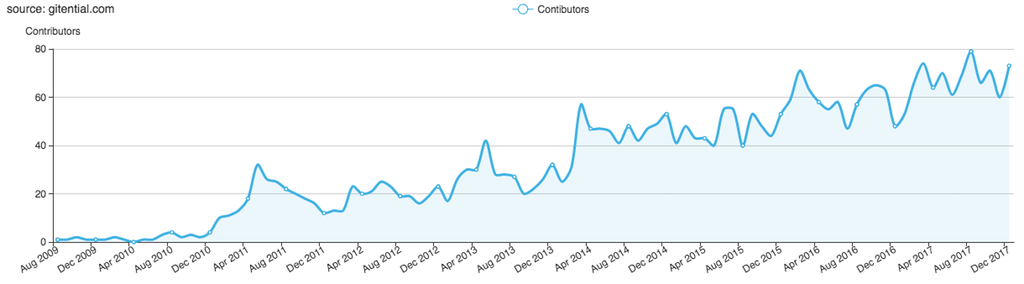 source: gitential.com
Contibutors
Contributors
80
60
40
20
0
Aug 2009 Dec 2009 Apr 2010 Aug 2010 Dec 2010 Apr 2011 Aug 2011 Dec 2011 Apr 2012 Aug 2012 Dec 2012 Apr 2013 Aug 2013 Dec 2013 Apr 2014 Aug 2014 Dec 2014 Apr 2015 Aug 2015 Dec 2015 Apr 2016 Aug 2016 Dec 2016 Apr 2017 Aug 2017 Dec 2017